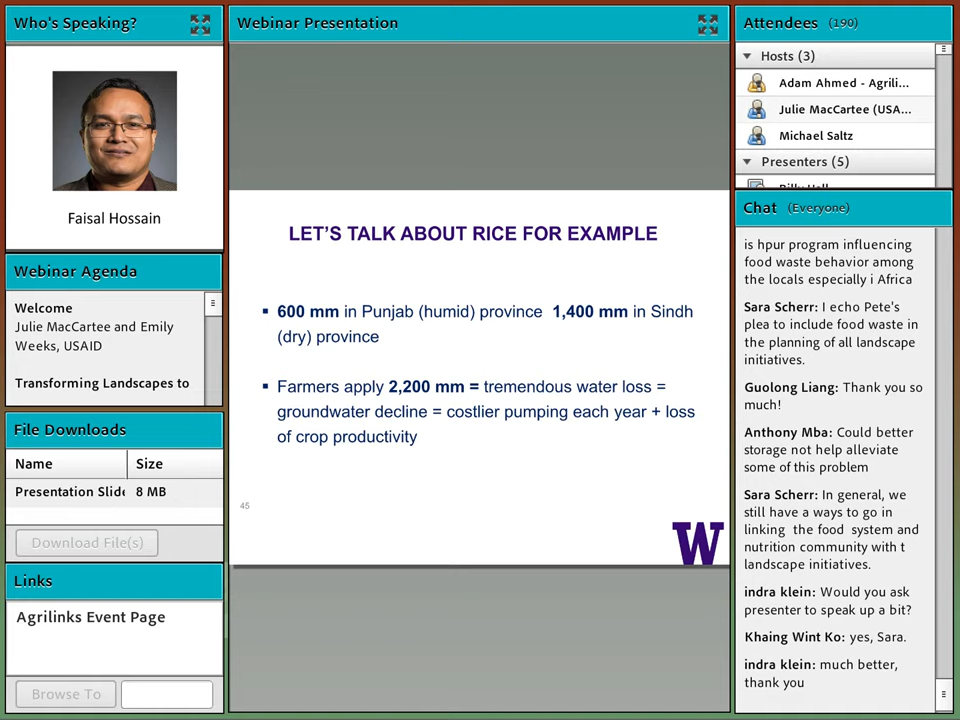 Who's Speaking?
Faisal Hossain
Webinar Agenda
Welcome
Julie MacCartee and Emily
Weeks, USAID
Transforming Landscapes to
File Downloads
Name Size
Presentation Slide 8 MB
Download File(s)
Links
Agrilinks Event Page
Browse To
Webinar Presentation
LET'S TALK ABOUT RICE FOR EXAMPLE
▪ 600 mm in Punjab (humid) province 1,400 mm in Sindh
(dry) province
▪ Farmers apply 2,200 mm = tremendous water loss =
groundwater decline = costlier pumping each year + loss
of crop productivity
45
W
Attendees (190)
Hosts (3)
Adam Ahmed - Agrili...
Julie MacCartee (USA...
Michael Saltz
Presenters (5)
Chat (Everyone)
is hpur program influencing
food waste behavior among
the locals especially i Africa
Sara Scherr: I echo Pete's
plea to include food waste in
the planning of all landscape
initiatives.
Guolong Liang: Thank you so
much!
Anthony Mba: Could better
storage not help alleviate
some of this problem
Sara Scherr: In general, we
still have a ways to go in
linking the food system and
nutrition community with t
landscape initiatives.
indra klein: Would you ask
presenter to speak up a bit?
Khaing Wint Ko: yes, Sara.
indra klein: much better,
thank you